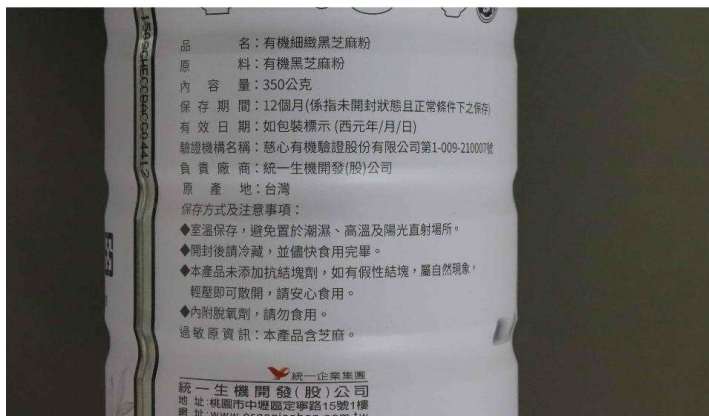 品名：有機細緻黑芝麻粉
原料：有機黑芝麻粉
內容量：350公克
保存期間：12個月(係指未開封狀態且正常條件下之保存)
有效日期：如包裝標示 (西元年/月/日)
驗證機構名稱：慈心有機驗證股份有限公司第1-009-210007號
負責廠商：統一生機開發(股)公司
原產地：台灣
保存方式及注意事項：
◆室溫保存，避免置於潮濕、高溫及陽光直射場所。
◆開封後請冷藏，並儘快食用完畢。
◆本產品未添加抗結塊劑，如有假性結塊，屬自然現象，
輕壓即可散開，請安心食用。
◆內附脫氧劑，請勿食用。
過敏原資訊：本產品含芝麻。
統一企業集團
統一生機開發(股)公司
地址：桃園市中壢區定寧路15號1樓